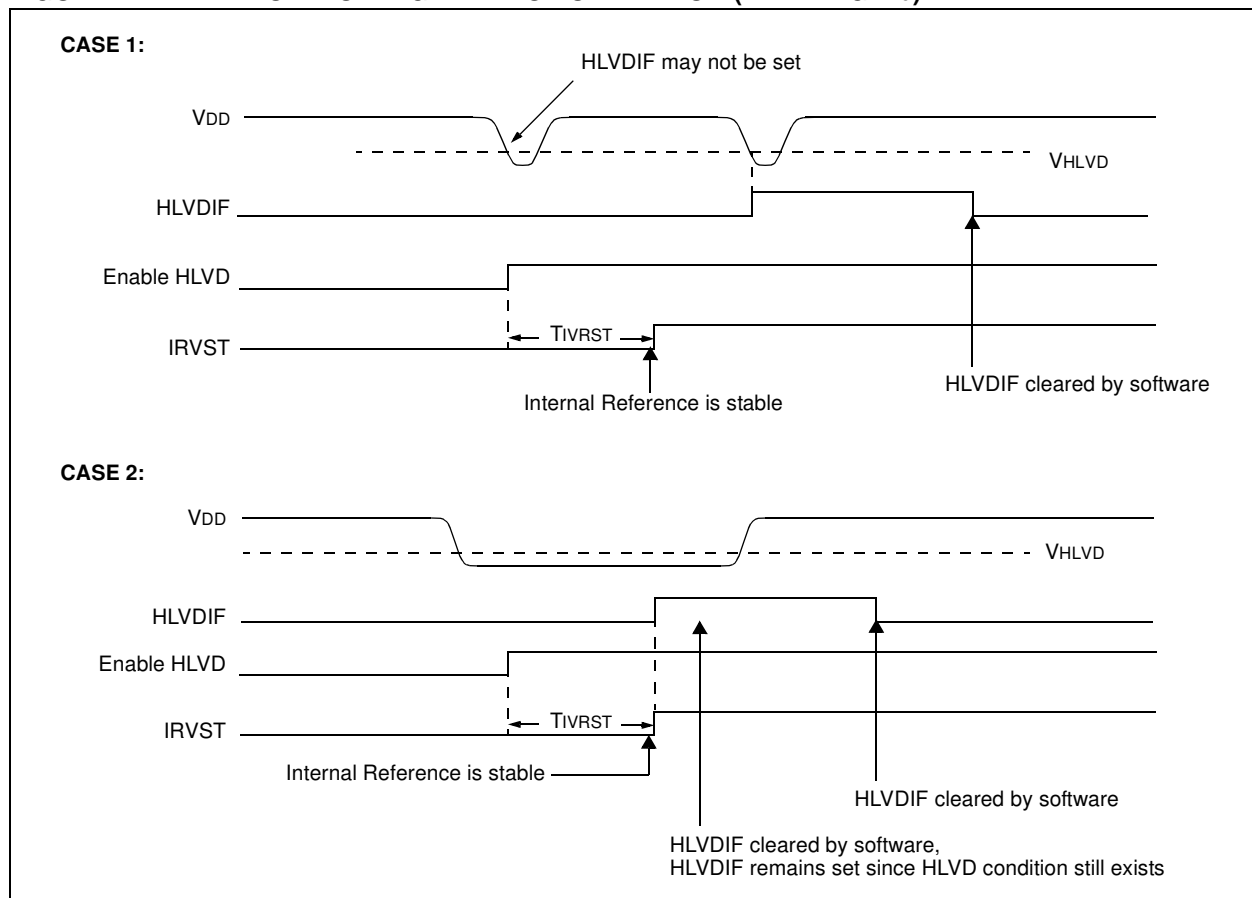 CASE 1:
HLVDIF may not be set
VDD
VHLVD
HLVDIF
Enable HLVD
TIVRST
IRVST
HLVDIF cleared by software
Internal Reference is stable
CASE 2:
VDD
VHLVD
HLVDIF
Enable HLVD
TIVRST
IRVST
Internal Reference is stable
HLVDIF cleared by software
HLVDIF cleared by software,
HLVDIF remains set since HLVD condition still exists